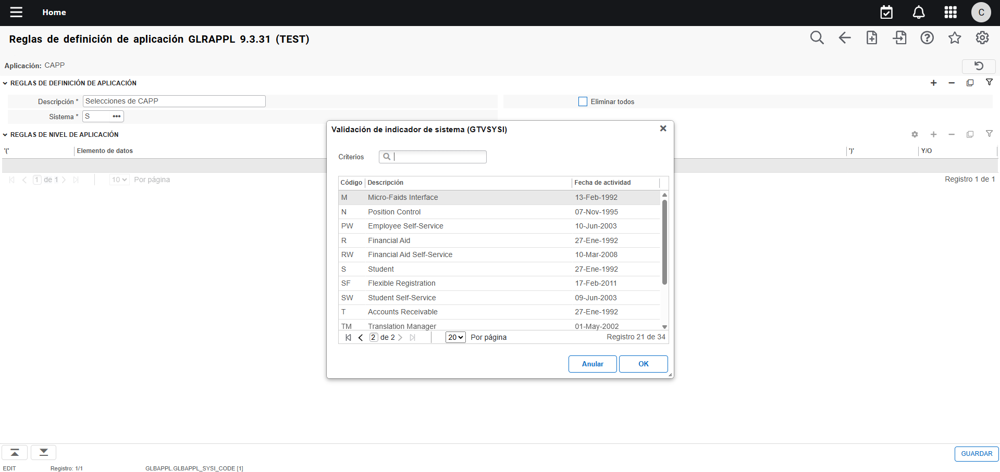 Home
C
Reglas de definición de aplicación GLRAPPL 9.3.31 (TEST)
Aplicación: CAPP
REGLAS DE DEFINICIÓN DE APLICACIÓN
Descripción * Selecciones de CAPP
Eliminar todos
Sistema * S
REGLAS DE NIVEL DE APLICACIÓN
'(' Elemento de datos ')' Y/O
1 de 1 10 Por página Registro 1 de 1
Validación de indicador de sistema (GTVSYSI)
Criterios
Código Descripción Fecha de actividad
M Micro-Faids Interface 13-Feb-1992
N Position Control 07-Nov-1995
PW Employee Self-Service 10-Jun-2003
R Financial Aid 27-Ene-1992
RW Financial Aid Self-Service 10-Mar-2008
S Student 27-Ene-1992
SF Flexible Registration 17-Feb-2011
SW Student Self-Service 09-Jun-2003
T Accounts Receivable 27-Ene-1992
TM Translation Manager 01-May-2002
2 de 2 20 Por página Registro 21 de 34
Anular OK
GUARDAR
EDIT Registro: 1/1 GLBAPPL.GLBAPPL_SYSI_CODE [1]